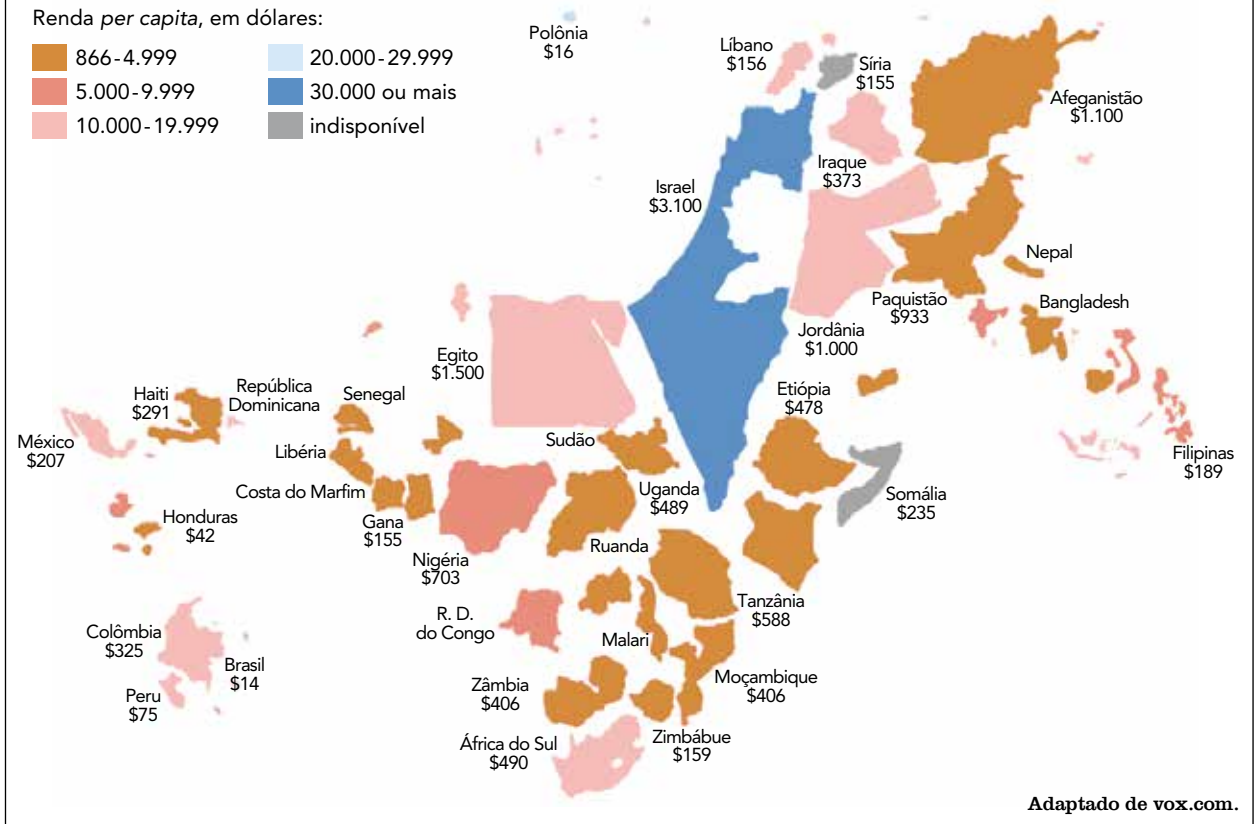 Renda per capita, em dólares:
866-4.999
5.000-9.999
10.000-19.999
20.000-29.999
30.000 ou mais
indisponível
Polônia
$16
Líbano
$156
Síria
$155
Afeganistão
$1.100
Iraque
$373
Israel
$3.100
Nepal
Paquistão
$933
Bangladesh
Jordânia
$1.000
Egito
$1.500
Etiópia
$478
Haiti
$291
República
Dominicana
Senegal
México
$207
Sudão
Libéria
Filipinas
$189
Costa do Marfim
Uganda
$489
Somália
$235
Gana
$155
Honduras
$42
Nigéria
$703
Ruanda
Tanzânia
$588
R. D.
do Congo
Malari
Colômbia
$325
Brasil
$14
Peru
$75
Zâmbia
$406
Moçambique
$406
África do Sul
$490
Zimbábue
$159
Adaptado de vox.com.